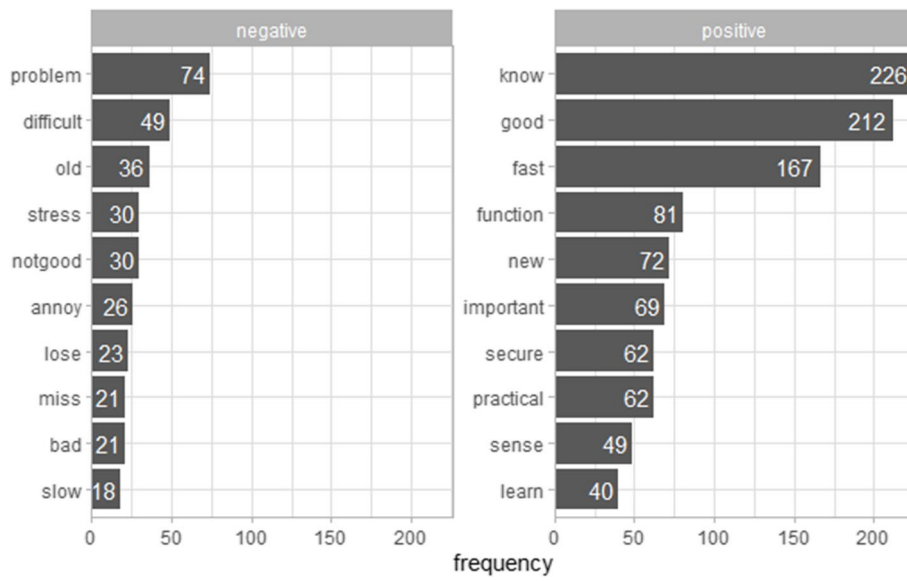 negative
problem 74
difficult 49
old 36
stress 30
notgood 30
annoy 26
lose 23
miss 21
bad 21
slow 18
0 50 100 150 200
positive
know 226
good 212
fast 167
function 81
new 72
important 69
secure 62
practical 62
sense 49
learn 40
0 50 100 150 200
frequency